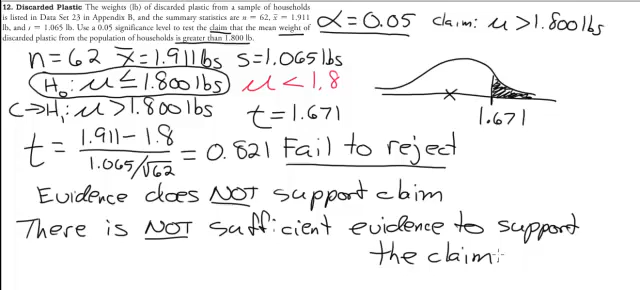 12. Discarded Plastic The weights (lb) of discarded plastic from a sample of households
is listed in Data Set 23 in Appendix B, and the summary statistics are n = 62, x̄ = 1.911
lb, and s = 1.065 lb. Use a 0.05 significance level to test the claim that the mean weight of
discarded plastic from the population of households is greater than 1.800 lb.
α = 0.05 claim: μ > 1.800 lbs
n = 62 x̄ = 1.911 lbs s = 1.065 lbs
H₀: μ ≤ 1.800 lbs μ < 1.8
C → H₁: μ > 1.800 lbs t = 1.671
1.671
t = (1.911 - 1.8) / (1.065/√62) = 0.821 Fail to reject
Evidence does NOT support claim
There is NOT sufficient evidence to support
the claim: